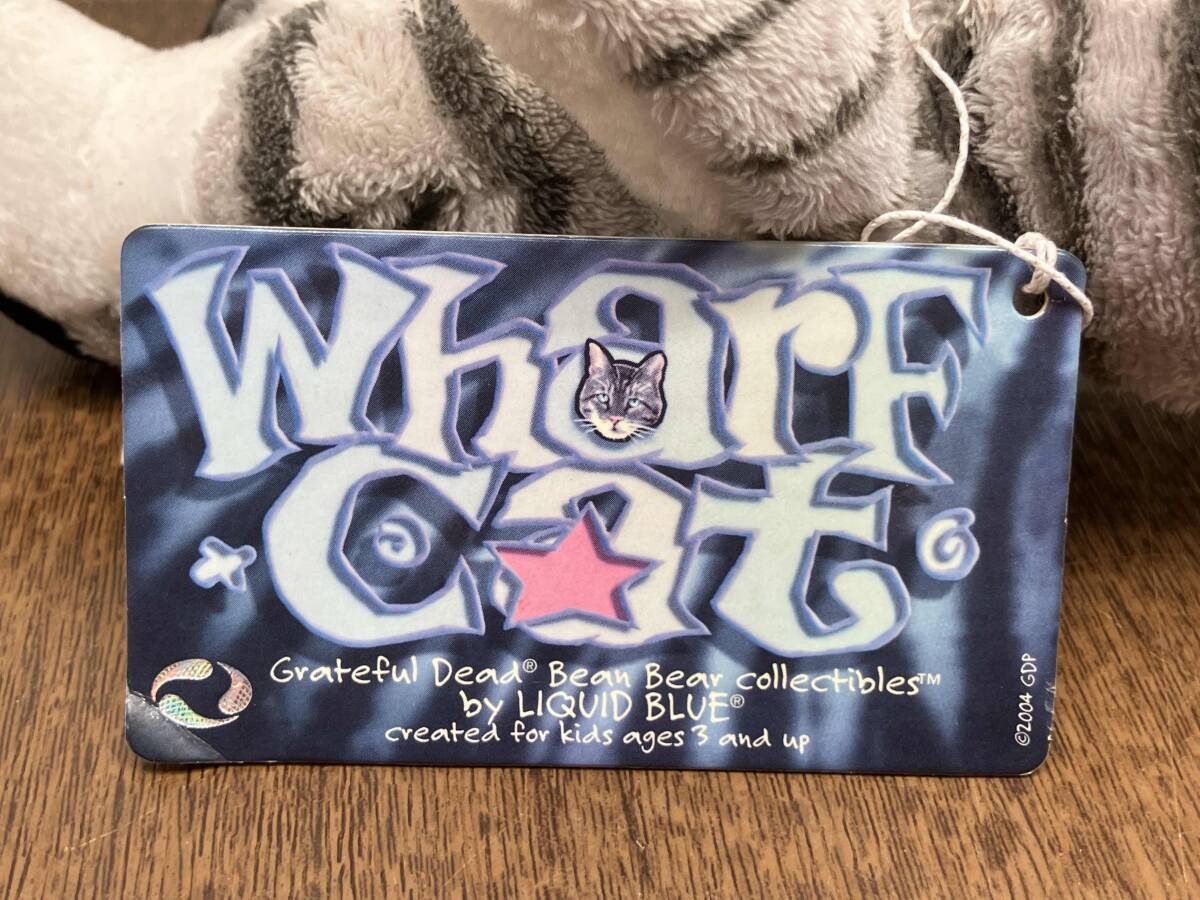 WharF
Cat
Grateful Dead® Bean Bear collectibles™
by LIQUID BLUE®
created for kids ages 3 and up
©2004 GDP